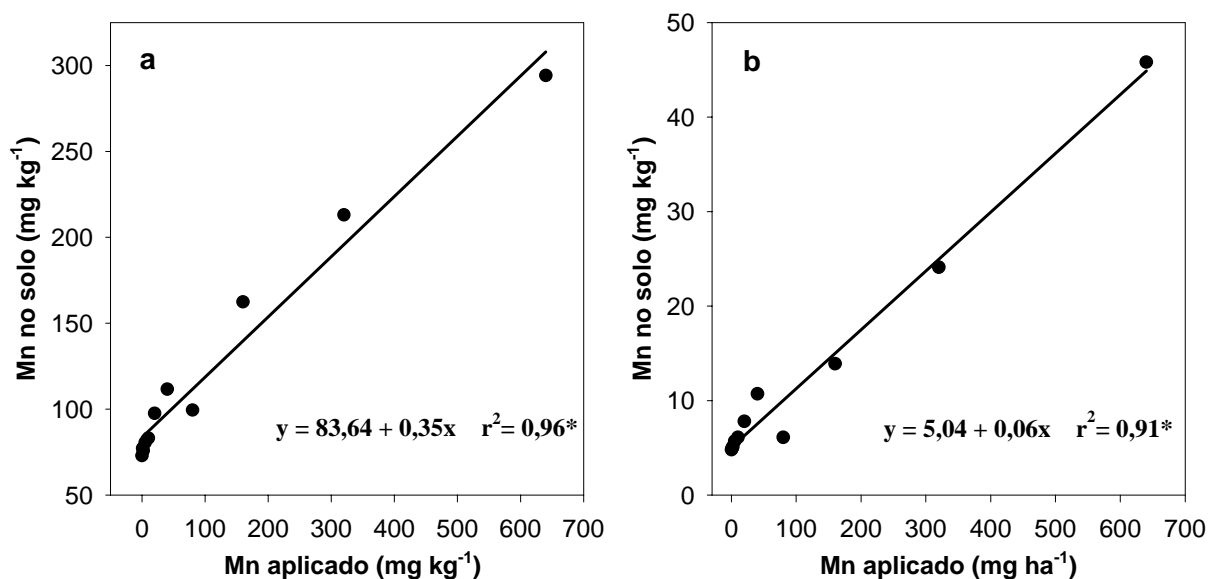 a
Mn no solo (mg kg⁻¹)
300
250
200
150
100
50
y = 83,64 + 0,35x r²= 0,96*
0 100 200 300 400 500 600 700
Mn aplicado (mg kg⁻¹)
b
Mn no solo (mg kg⁻¹)
50
40
30
20
10
0
y = 5,04 + 0,06x r²= 0,91*
0 100 200 300 400 500 600 700
Mn aplicado (mg ha⁻¹)